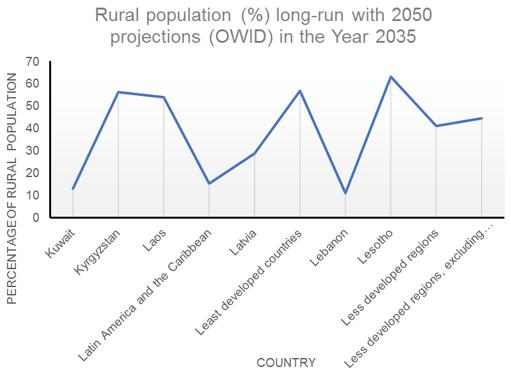 Rural population (%) long-run with 2050
projections (OWID) in the Year 2035
PERCENTAGE OF RURAL POPULATION
70
60
50
40
30
20
10
0
Kuwait
Kyrgyzstan
Laos
Latin America and the Caribbean
Latvia
Least developed countries
Lebanon
Lesotho
Less developed regions
Less developed regions, excluding...
COUNTRY